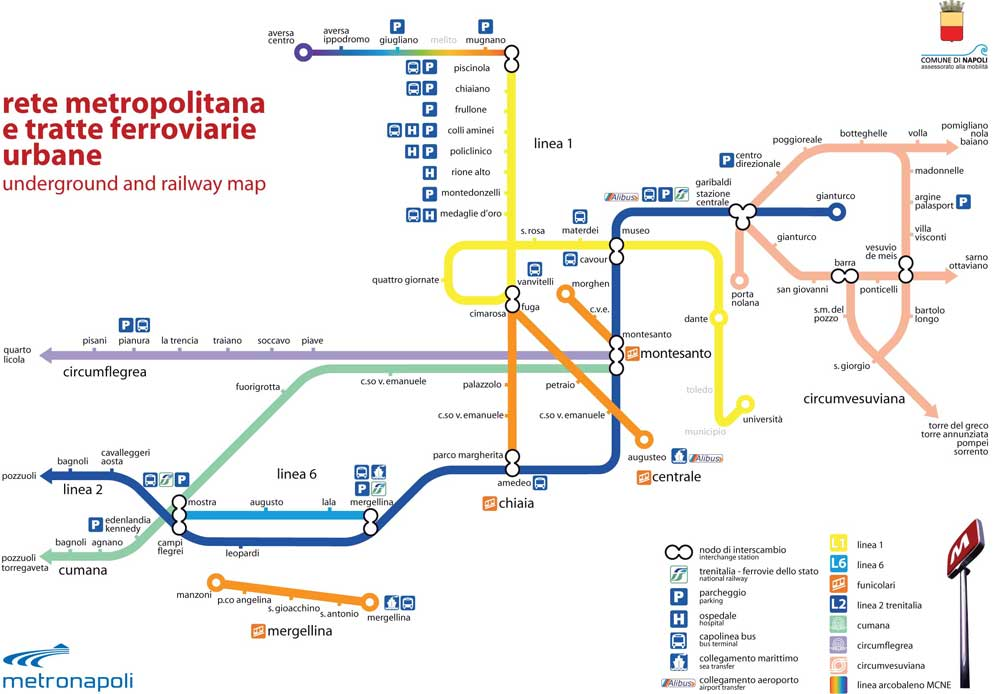 rete metropolitana
e tratte ferroviarie
urbane
underground and railway map
COMUNE DI NAPOLI
assessorato alla mobilità
aversa
centro
aversa
ippodromo
P
giugliano
melito
P
mugnano
P
piscinola
P
chiaiano
P
frullone
H P
colli aminei
H P
policlinico
H
rione alto
P
montedonzelli
H
medaglie d'oro
linea 1
quattro giornate
s. rosa
materdei
museo
cavour
vanvitelli
cimarosa
fuga
morghen
c.v.e.
montesanto
montesanto
dante
toledo
municipio
università
Alibus
P
garibaldi
stazione
centrale
P
centro
direzionale
gianturco
poggioreale
botteghelle
volla
pomigliano
nola
baiano
madonnelle
argine
palasport
P
villa
visconti
vesuvio
de meis
sarno
ottaviano
gianturco
porta
nolana
san giovanni
barra
ponticelli
s.m. del
pozzo
bartolo
longo
s. giorgio
circumvesuviana
torre del greco
torre annunziata
pompei
sorrento
quarto
licola
pisani
P
pianura
la trencia
traiano
soccavo
piave
circumflegrea
fuorigrotta
c.so v. emanuele
palazzolo
petraio
c.so v. emanuele
c.so v. emanuele
augusteo
Alibus
centrale
parco margherita
amedeo
chiaia
pozzuoli
bagnoli
cavalleggeri
aosta
linea 2
P
mostra
linea 6
augusto
lala
P
mergellina
P
edenlandia
kennedy
bagnoli
agnano
campi
flegrei
leopardi
pozzuoli
torregaveta
cumana
manzoni
p.co angelina
s. gioacchino
s. antonio
mergellina
mergellina
nodo di interscambio
interchange station
trenitalia - ferrovie dello stato
national railway
P
parcheggio
parking
H
ospedale
hospital
capolinea bus
bus terminal
collegamento marittimo
sea transfer
Alibus
collegamento aeroporto
airport transfer
L1
linea 1
L6
linea 6
funicolari
L2
linea 2 trenitalia
cumana
circumflegrea
circumvesuviana
linea arcobaleno MCNE
M
metronapoli